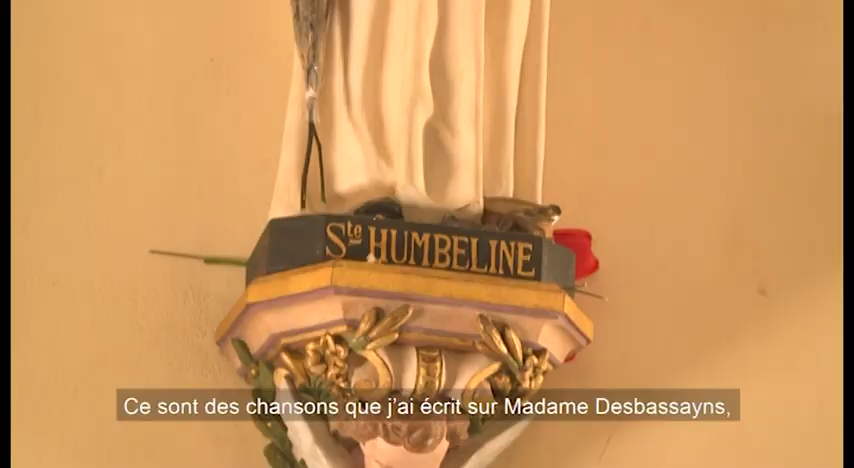 Ste HUMBELINE
Ce sont des chansons que j'ai écrit sur Madame Desbassayns,